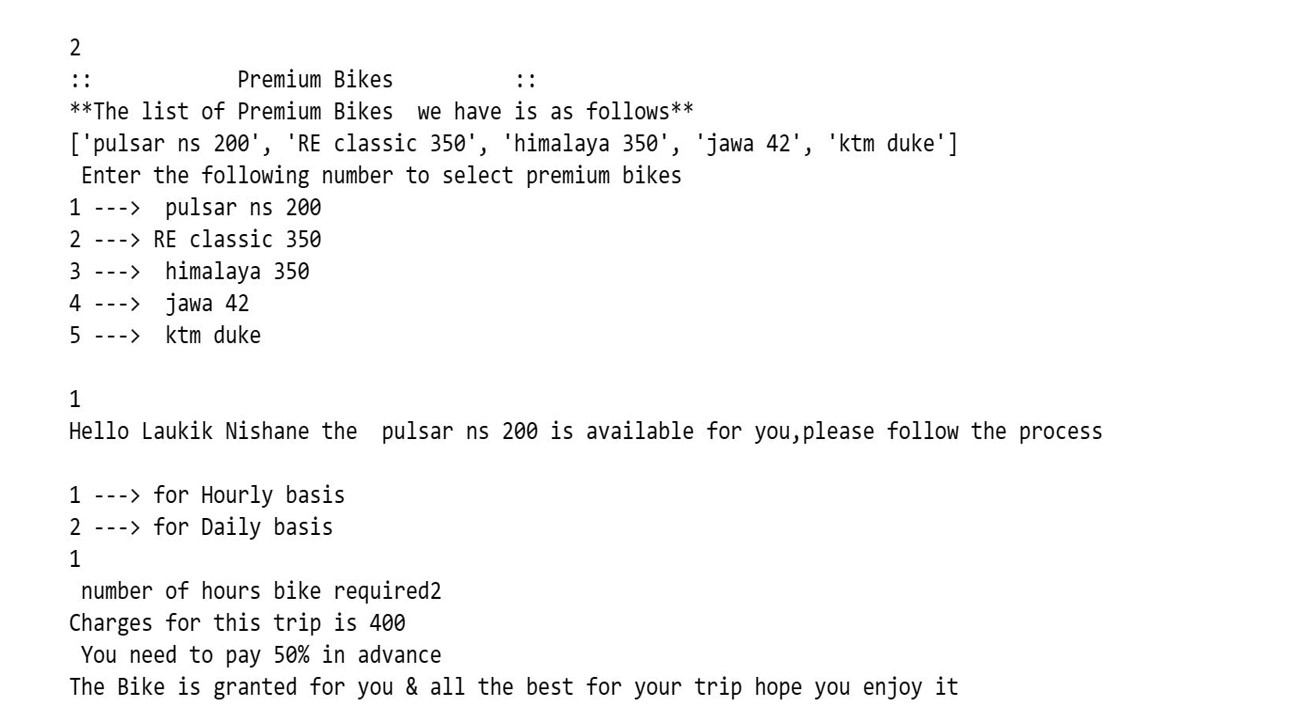 2
::            Premium Bikes          ::
**The list of Premium Bikes  we have is as follows**
['pulsar ns 200', 'RE classic 350', 'himalaya 350', 'jawa 42', 'ktm duke']
 Enter the following number to select premium bikes
1 --->  pulsar ns 200
2 ---> RE classic 350
3 --->  himalaya 350
4 --->  jawa 42
5 --->  ktm duke
1
Hello Laukik Nishane the  pulsar ns 200 is available for you,please follow the process
1 ---> for Hourly basis
2 ---> for Daily basis
1
 number of hours bike required2
Charges for this trip is 400
 You need to pay 50% in advance
The Bike is granted for you & all the best for your trip hope you enjoy it